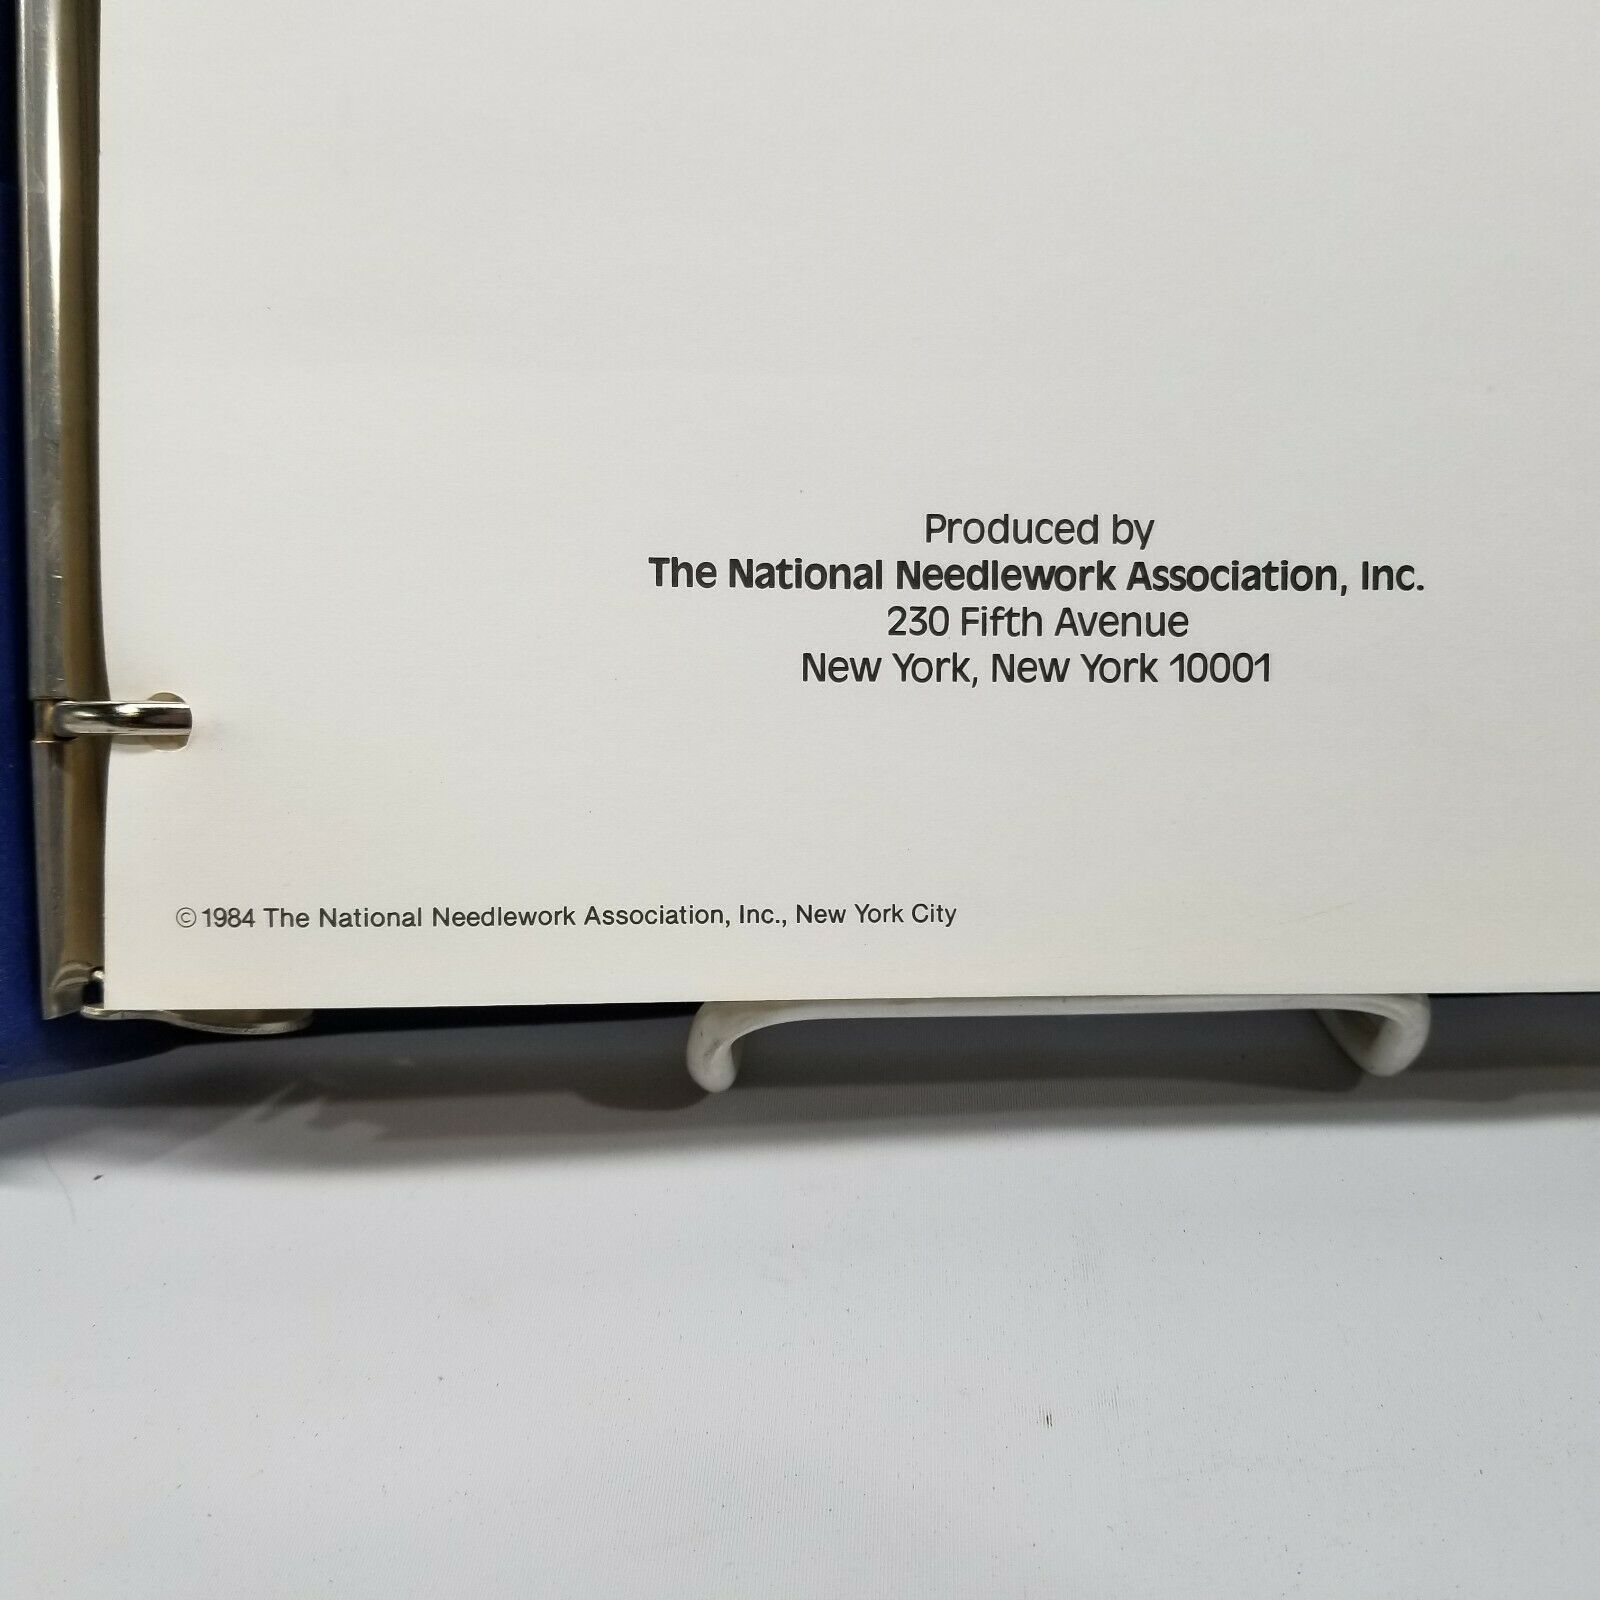 Produced by
The National Needlework Association, Inc.
230 Fifth Avenue
New York, New York 10001
© 1984 The National Needlework Association, Inc., New York City